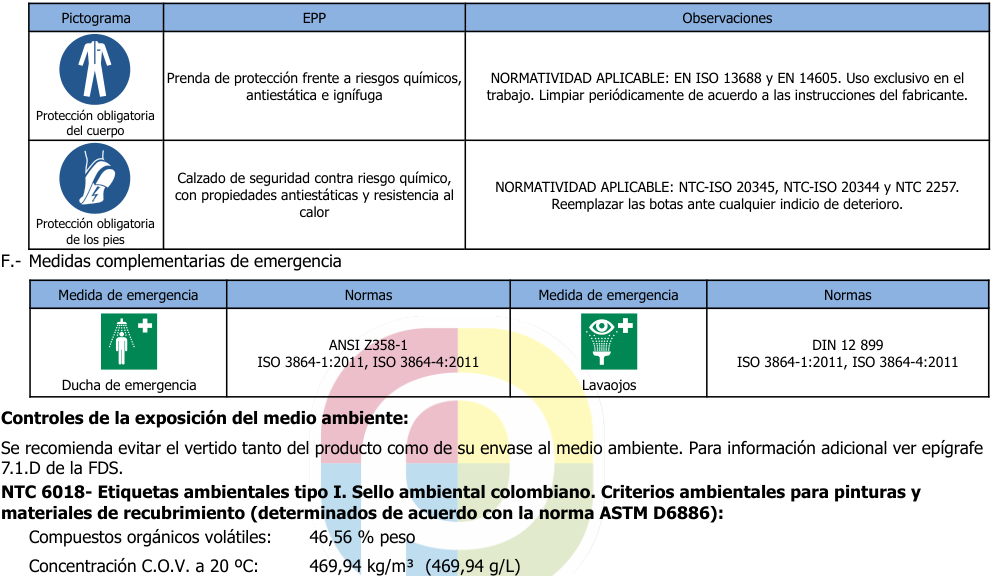 Pictograma EPP Observaciones
Protección obligatoria
del cuerpo
Prenda de protección frente a riesgos químicos,
antiestática e ignífuga
NORMATIVIDAD APLICABLE: EN ISO 13688 y EN 14605. Uso exclusivo en el
trabajo. Limpiar periódicamente de acuerdo a las instrucciones del fabricante.
Protección obligatoria
de los pies
Calzado de seguridad contra riesgo químico,
con propiedades antiestáticas y resistencia al
calor
NORMATIVIDAD APLICABLE: NTC-ISO 20345, NTC-ISO 20344 y NTC 2257.
Reemplazar las botas ante cualquier indicio de deterioro.
F.- Medidas complementarias de emergencia
Medida de emergencia Normas Medida de emergencia Normas
Ducha de emergencia
ANSI Z358-1
ISO 3864-1:2011, ISO 3864-4:2011
Lavaojos
DIN 12 899
ISO 3864-1:2011, ISO 3864-4:2011
Controles de la exposición del medio ambiente:
Se recomienda evitar el vertido tanto del producto como de su envase al medio ambiente. Para información adicional ver epígrafe
7.1.D de la FDS.
NTC 6018- Etiquetas ambientales tipo I. Sello ambiental colombiano. Criterios ambientales para pinturas y
materiales de recubrimiento (determinados de acuerdo con la norma ASTM D6886):
Compuestos orgánicos volátiles: 46,56 % peso
Concentración C.O.V. a 20 ºC: 469,94 kg/m³ (469,94 g/L)